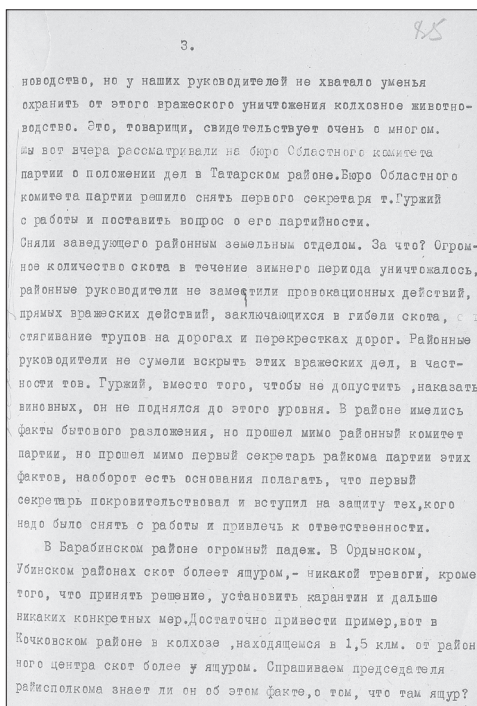 85
3.
новодство, но у наших руководителей не хватало уменья
охранить от этого вражеского уничтожения колхозное животно-
водство. Это, товарищи, свидетельствует очень о многом.
мы вот вчера рассматривали на бюро Областного комитета
партии о положении дел в Татарском районе.Бюро Областного
комитета партии решило снять первого секретаря т.Гуржий
с работы и поставить вопрос о его партийности.
Сняли заведующего районным земельным отделом. За что? Огром-
ное количество скота в течение зимнего периода уничтожалось,
районные руководители не заместили провокационных действий,
прямых вражеских действий, заключающихся в гибели скота,
стягивание трупов на дорогах и перекрестках дорог. Районные
руководители не сумели вскрыть этих вражеских дел, в част-
ности тов. Гуржий, вместо того, чтобы не допустить ,наказать
виновных, он не поднялся до этого уровня. В районе имелись
факты бытового разложения, но прошел мимо районный комитет
партии, но прошел мимо первый секретарь райкома партии этих
фактов, наоборот есть основания полагать, что первый
секретарь покровительствовал и вступил на защиту тех,кого
надо было снять с работы и привлечь к ответственности.
В Барабинском районе огромный падеж. В Ордынском,
Убинском районах скот болеет ящуром,- никакой тревоги, кроме
того, что принять решение, установить карантин и дальше
никаких конкретных мер.Достаточно привести пример,вот в
Кочковском районе в колхозе ,находящемся в 1,5 клм. от район
ного центра скот более у ящуром. Спрашиваем председателя
райисполкома знает ли он об этом факте,о том, что там ящур?